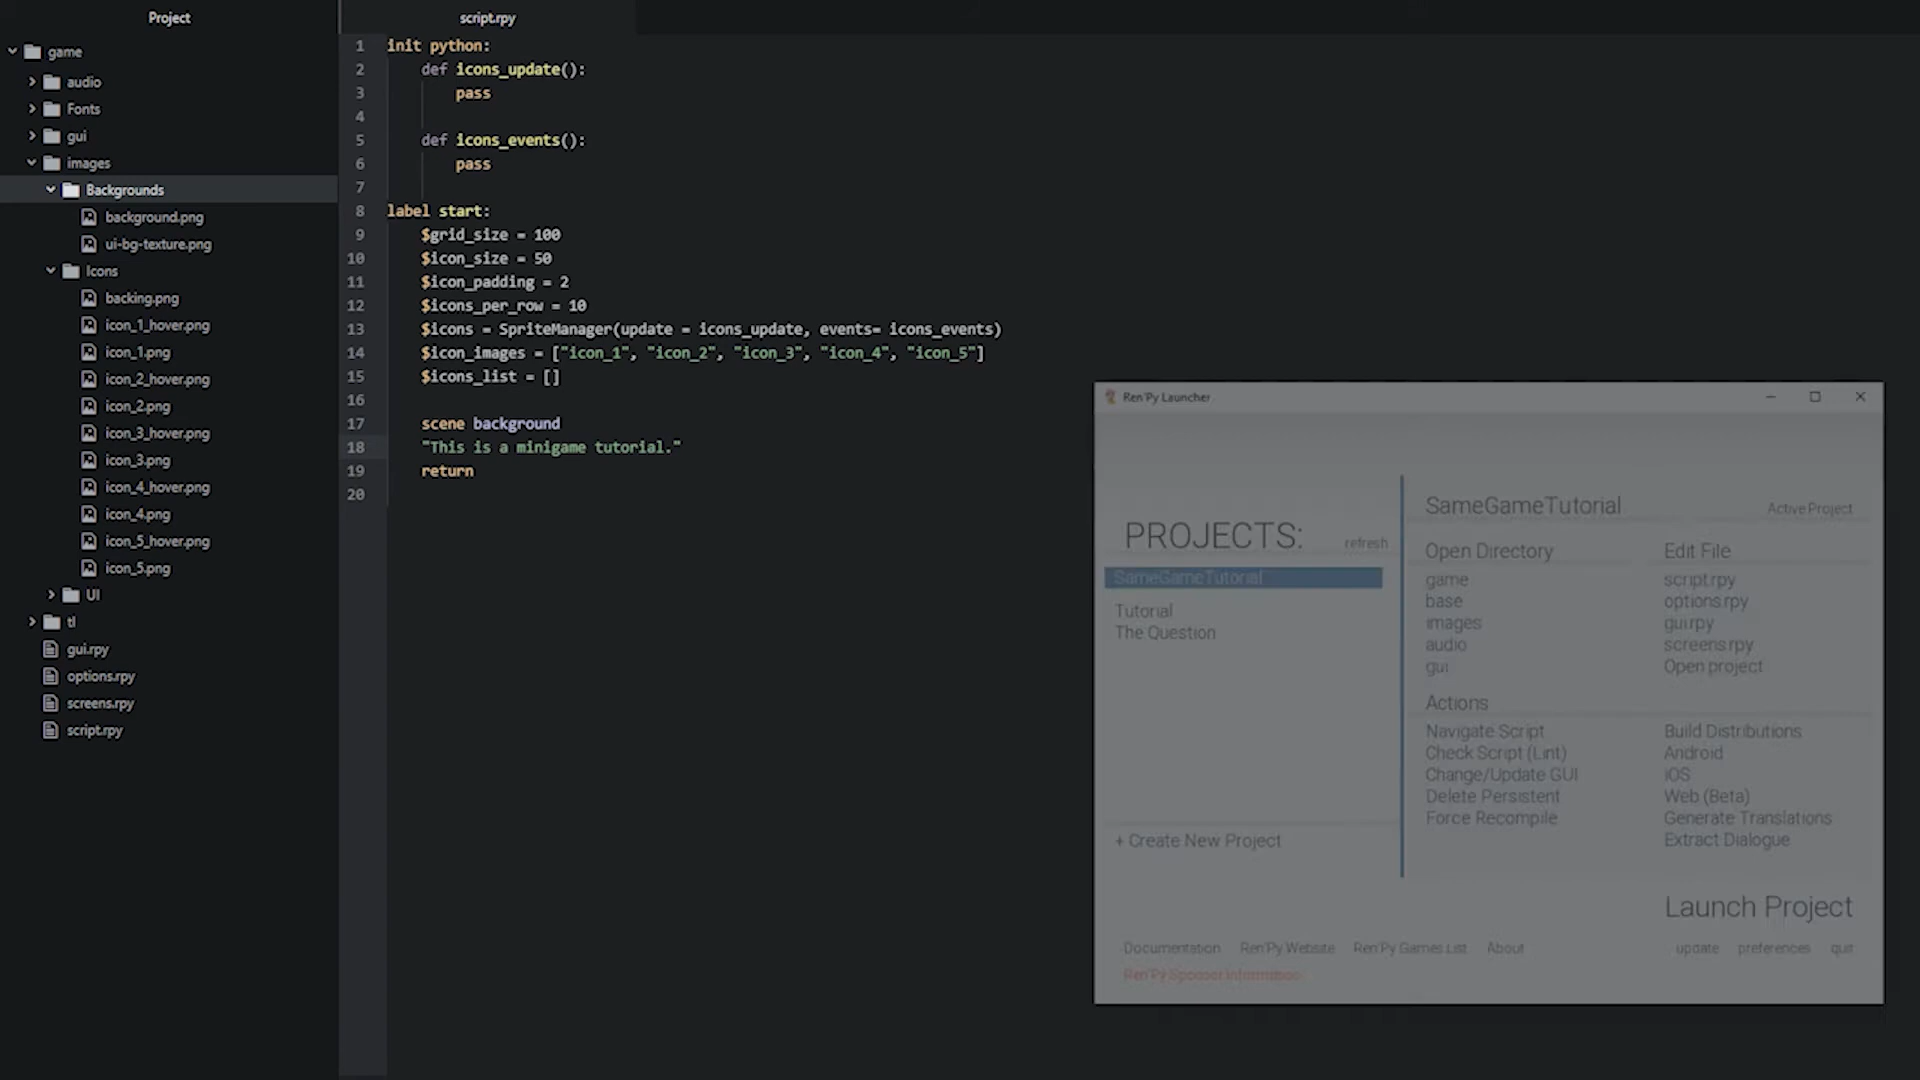 Project
game
audio
Fonts
gui
images
Backgrounds
background.png
ui-bg-texture.png
Icons
backing.png
icon_1_hover.png
icon_1.png
icon_2_hover.png
icon_2.png
icon_3_hover.png
icon_3.png
icon_4_hover.png
icon_4.png
icon_5_hover.png
icon_5.png
UI
tl
gui.rpy
options.rpy
screens.rpy
script.rpy
script.rpy
1 init python:
2     def icons_update():
3         pass
4
5     def icons_events():
6         pass
7
8 label start:
9     $grid_size = 100
10     $icon_size = 50
11     $icon_padding = 2
12     $icons_per_row = 10
13     $icons = SpriteManager(update = icons_update, events= icons_events)
14     $icon_images = ["icon_1", "icon_2", "icon_3", "icon_4", "icon_5"]
15     $icons_list = []
16
17     scene background
18     "This is a minigame tutorial."
19     return
20
Ren'Py Launcher
PROJECTS: refresh
SameGameTutorial
Tutorial
The Question
+ Create New Project
SameGameTutorial Active Project
Open Directory
game
base
images
audio
gui
Edit File
script.rpy
options.rpy
gui.rpy
screens.rpy
Open project
Actions
Navigate Script
Check Script (Lint)
Change/Update GUI
Delete Persistent
Force Recompile
Build Distributions
Android
iOS
Web (Beta)
Generate Translations
Extract Dialogue
Launch Project
Documentation Ren'Py Website Ren'Py Games List About update preferences quit
Ren'Py Sponsor Information